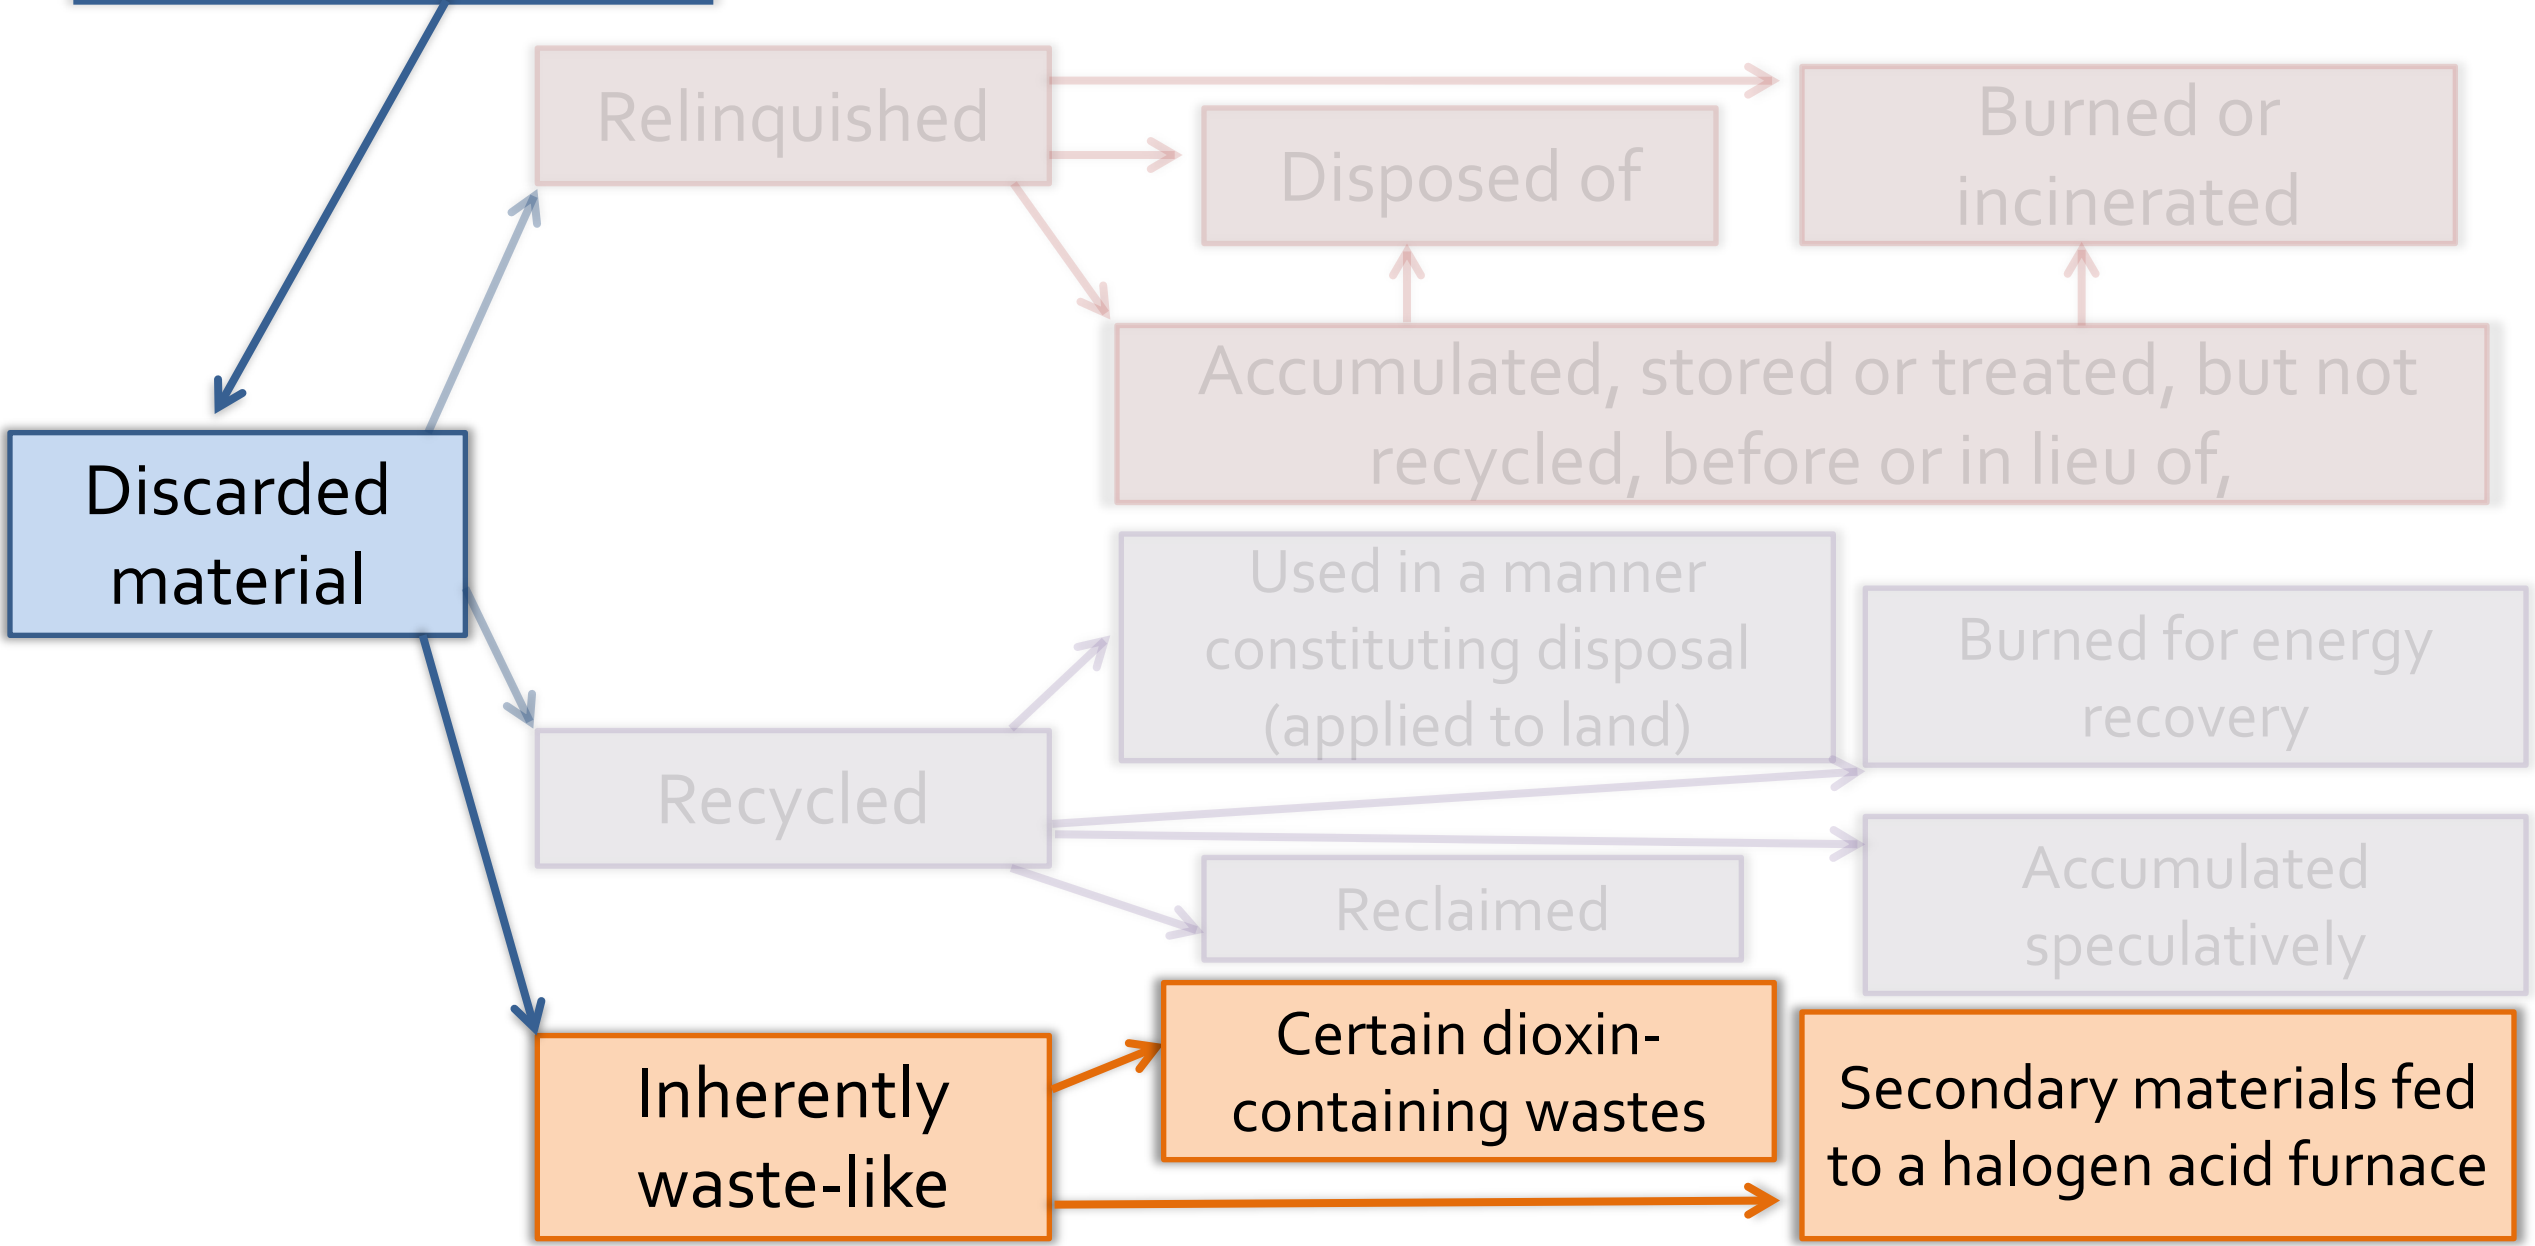 Relinquished
Disposed of
Burned or
incinerated
Accumulated, stored or treated, but not
recycled, before or in lieu of,
Discarded
material
Used in a manner
constituting disposal
(applied to land)
Burned for energy
recovery
Recycled
Accumulated
speculatively
Reclaimed
Inherently
waste-like
Certain dioxin-
containing wastes
Secondary materials fed
to a halogen acid furnace